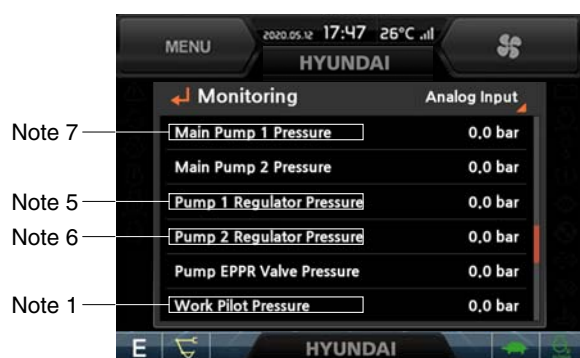 MENU
2020.05.12 17:47 26°C
HYUNDAI
Monitoring Analog Input
Note 7 Main Pump 1 Pressure 0.0 bar
Main Pump 2 Pressure 0.0 bar
Note 5 Pump 1 Regulator Pressure 0.0 bar
Note 6 Pump 2 Regulator Pressure 0.0 bar
Pump EPPR Valve Pressure 0.0 bar
Note 1 Work Pilot Pressure 0.0 bar
E HYUNDAI